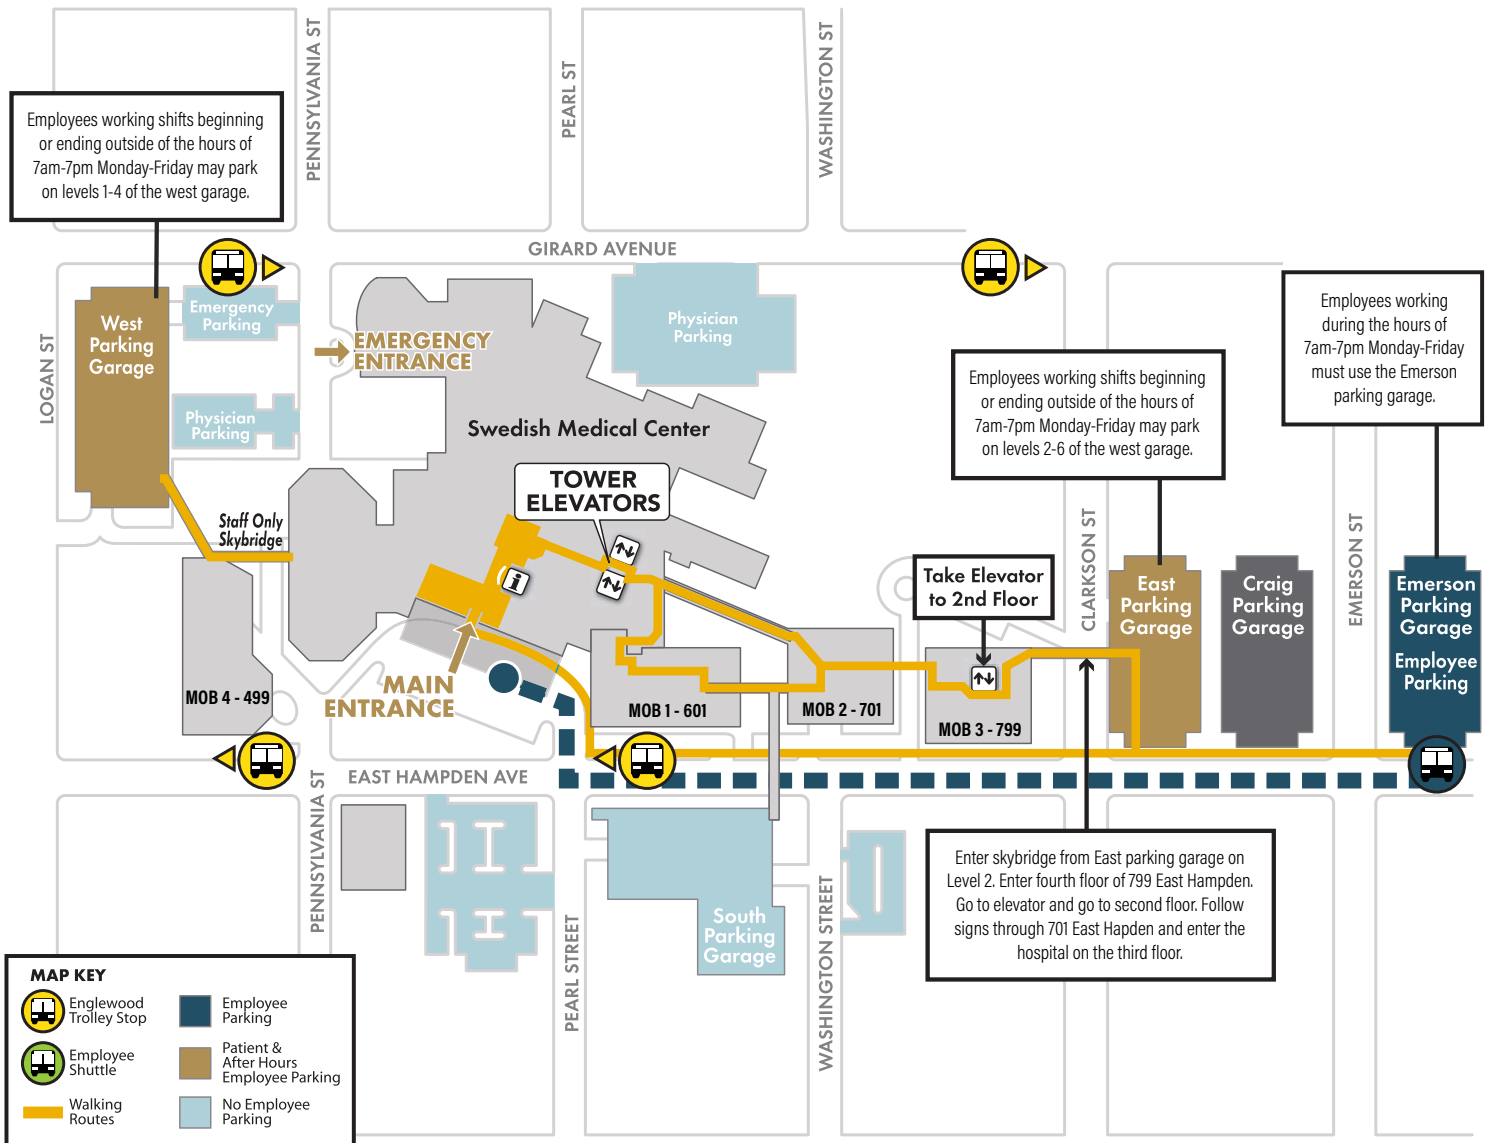 PENNSYLVANIA ST
PEARL ST
WASHINGTON ST
Employees working shifts beginning
or ending outside of the hours of
7am-7pm Monday-Friday may park
on levels 1-4 of the west garage.
GIRARD AVENUE
LOGAN ST
West
Parking
Garage
Emergency
Parking
Physician
Parking
EMERGENCY
ENTRANCE
Physician
Parking
Swedish Medical Center
TOWER
ELEVATORS
Staff Only
Skybridge
i
Employees working shifts beginning
or ending outside of the hours of
7am-7pm Monday-Friday may park
on levels 2-6 of the west garage.
Employees working
during the hours of
7am-7pm Monday-Friday
must use the Emerson
parking garage.
Take Elevator
to 2nd Floor
CLARKSON ST
East
Parking
Garage
Craig
Parking
Garage
EMERSON ST
Emerson
Parking
Garage
Employee
Parking
MOB 4 - 499
MAIN
ENTRANCE
MOB 1 - 601
MOB 2 - 701
MOB 3 - 799
EAST HAMPDEN AVE
PENNSYLVANIA ST
PEARL STREET
South
Parking
Garage
WASHINGTON STREET
Enter skybridge from East parking garage on
Level 2. Enter fourth floor of 799 East Hampden.
Go to elevator and go to second floor. Follow
signs through 701 East Hapden and enter the
hospital on the third floor.
MAP KEY
Englewood
Trolley Stop
Employee
Shuttle
Walking
Routes
Employee
Parking
Patient &
After Hours
Employee Parking
No Employee
Parking